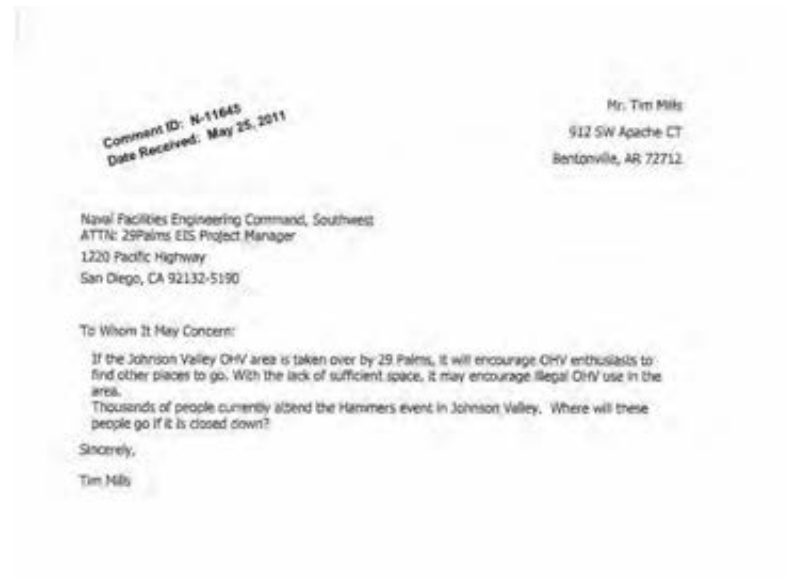 Comment ID: N-11645
Date Received: May 25, 2011
Mr. Tim Mills
912 SW Apache CT
Bentonville, AR 72712
Naval Facilities Engineering Command, Southwest
ATTN: 29Palms EIS Project Manager
1220 Pacific Highway
San Diego, CA 92132-5190
To Whom It May Concern:
If the Johnson Valley OHV area is taken over by 29 Palms, it will encourage OHV enthusiasts to
find other places to go. With the lack of sufficient space, it may encourage illegal OHV use in the
area.
Thousands of people currently attend the Hammers event in Johnson Valley. Where will these
people go if it is closed down?
Sincerely,
Tim Mills